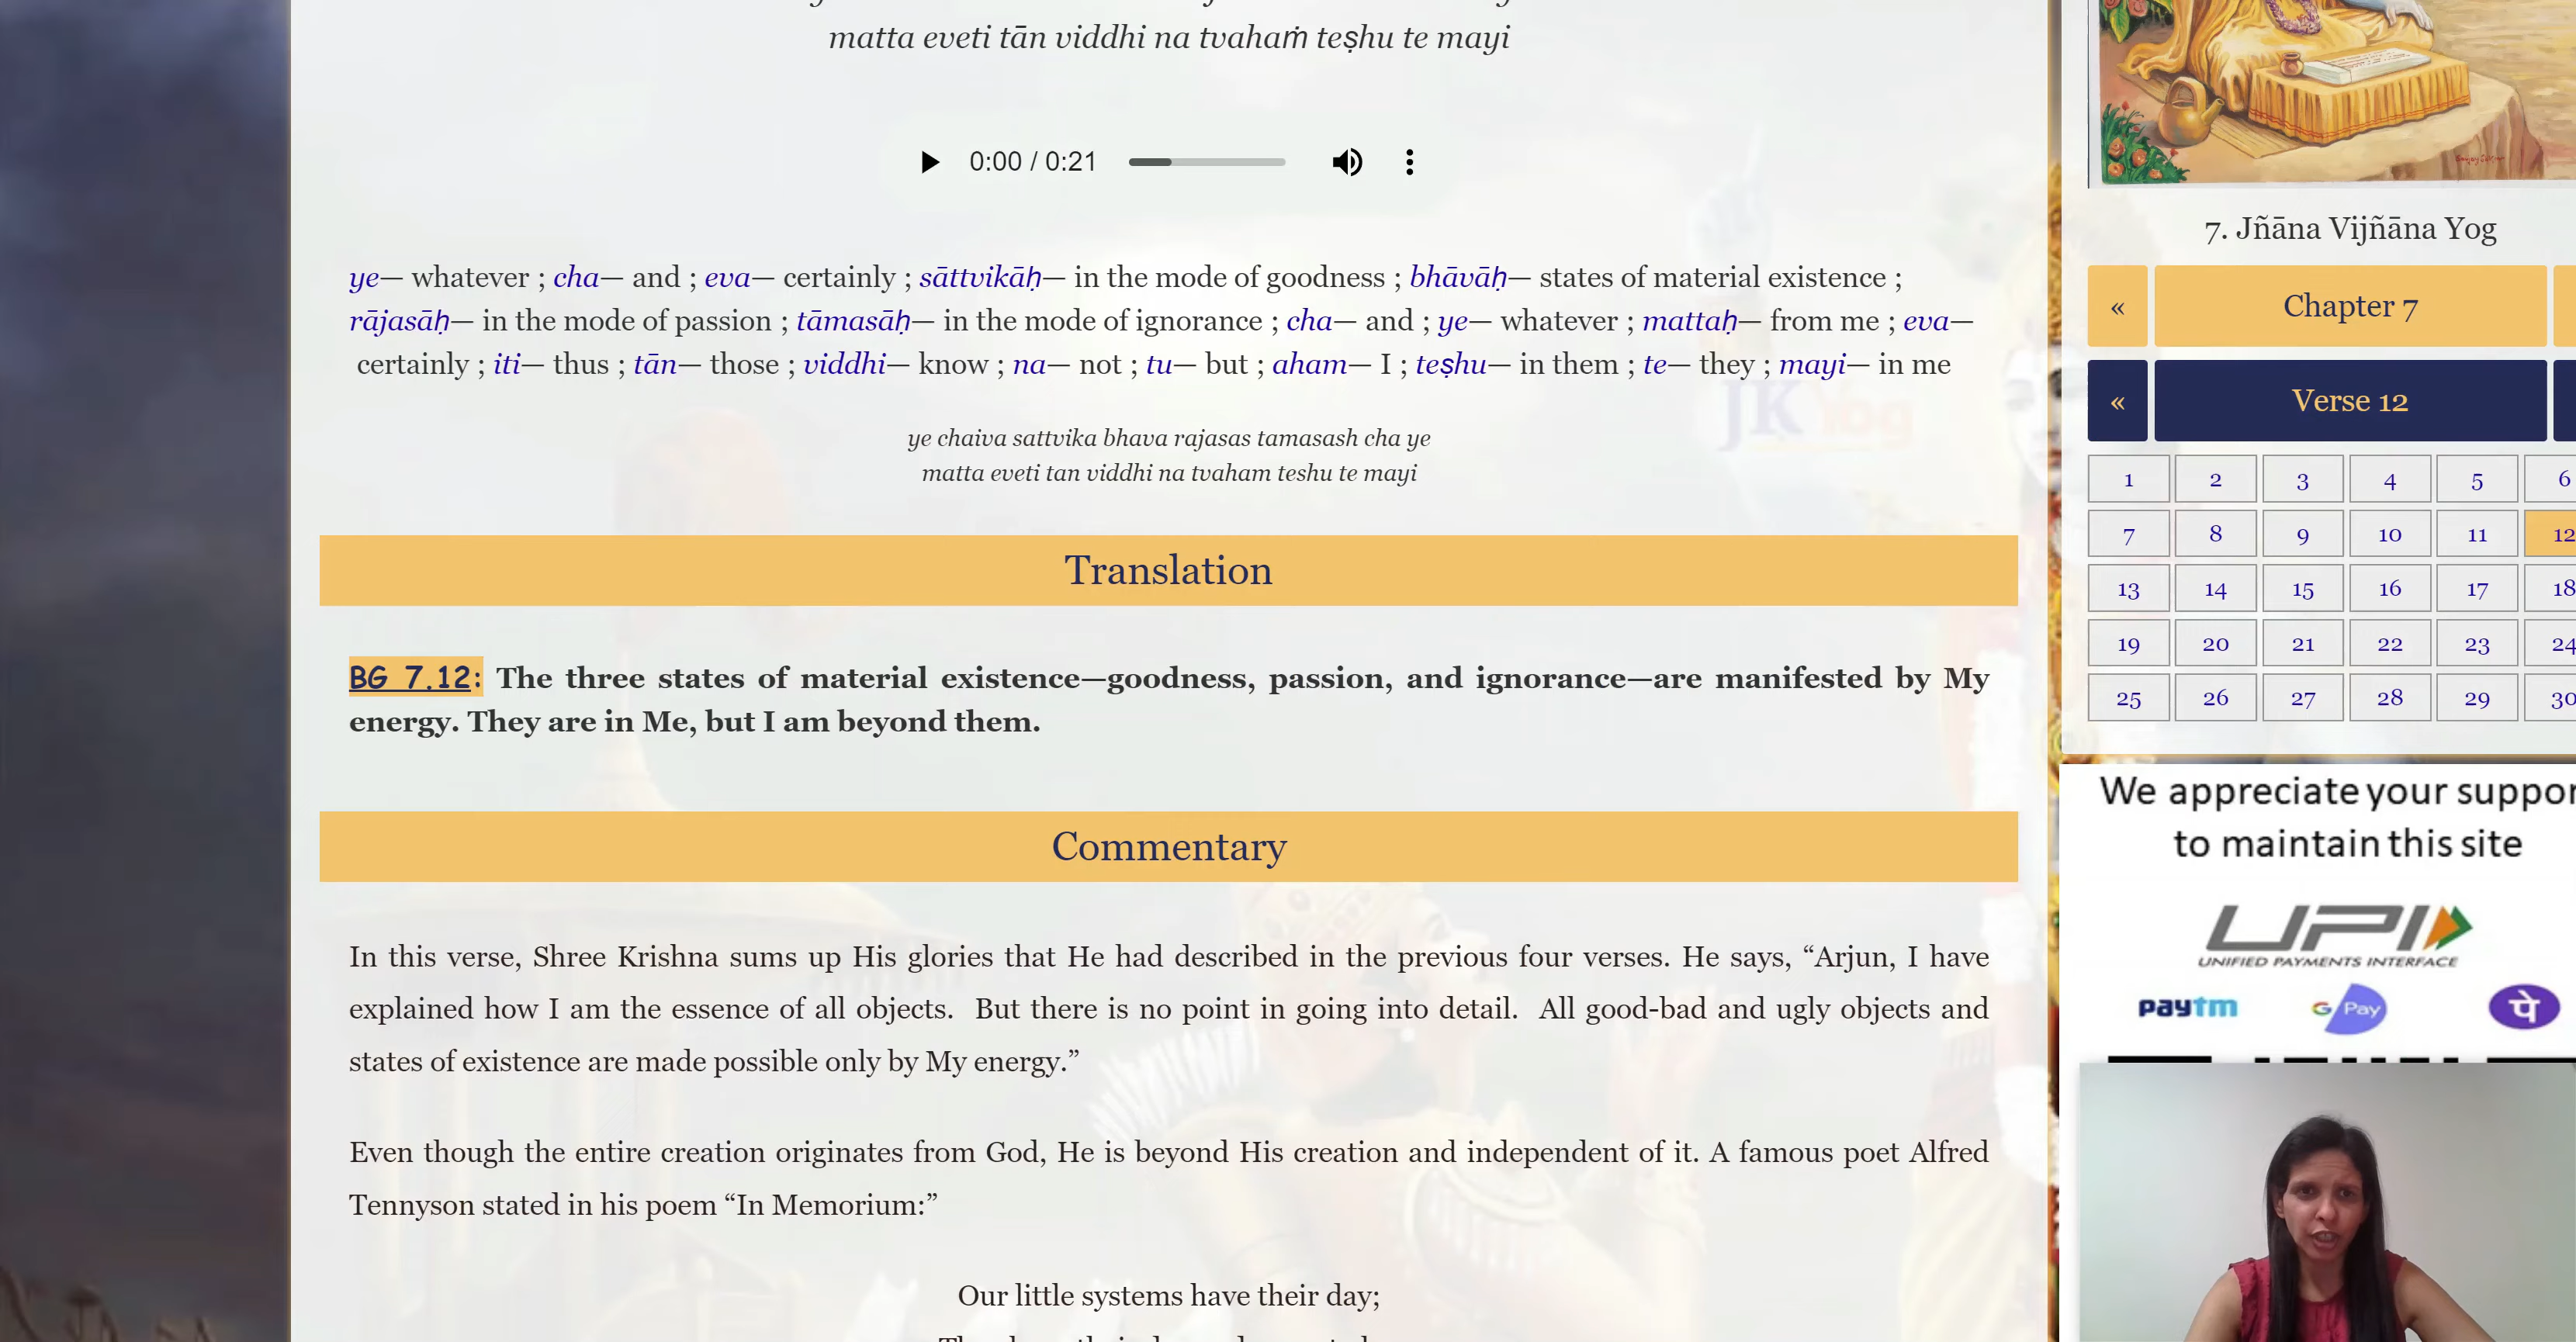 matta eveti tān viddhi na tvahaṁ teṣhu te mayi
0:00 / 0:21
ye— whatever ; cha— and ; eva— certainly ; sāttvikāḥ— in the mode of goodness ; bhāvāḥ— states of material existence ;
rājasāḥ— in the mode of passion ; tāmasāḥ— in the mode of ignorance ; cha— and ; ye— whatever ; mattaḥ— from me ; eva—
certainly ; iti— thus ; tān— those ; viddhi— know ; na— not ; tu— but ; aham— I ; teṣhu— in them ; te— they ; mayi— in me
JKYog
ye chaiva sattvika bhava rajasas tamasash cha ye
matta eveti tan viddhi na tvaham teshu te mayi
Translation
BG 7.12: The three states of material existence—goodness, passion, and ignorance—are manifested by My
energy. They are in Me, but I am beyond them.
Commentary
In this verse, Shree Krishna sums up His glories that He had described in the previous four verses. He says, “Arjun, I have
explained how I am the essence of all objects.  But there is no point in going into detail.  All good-bad and ugly objects and
states of existence are made possible only by My energy.”
Even though the entire creation originates from God, He is beyond His creation and independent of it. A famous poet Alfred
Tennyson stated in his poem “In Memorium:”
Our little systems have their day;
7. Jñāna Vijñāna Yog
« Chapter 7
« Verse 12
1 2 3 4 5 6
7 8 9 10 11 12
13 14 15 16 17 18
19 20 21 22 23 24
25 26 27 28 29 30
We appreciate your suppor
to maintain this site
UPI
UNIFIED PAYMENTS INTERFACE
paytm G Pay पे